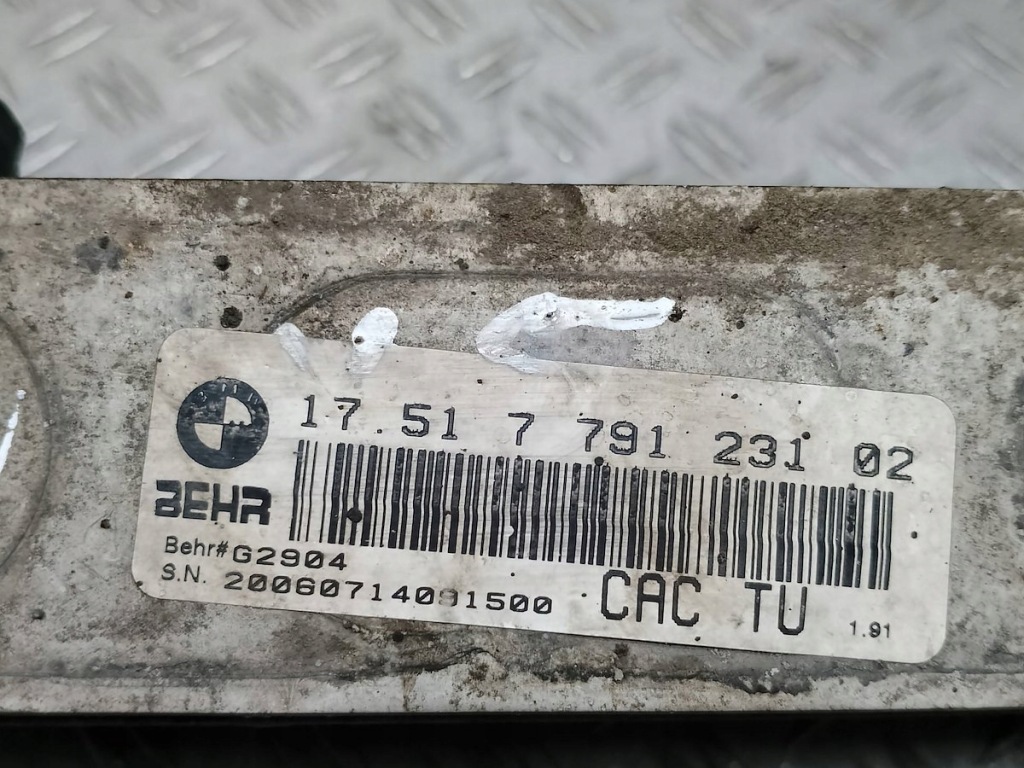 17.51 7 791 231 02
BEHR
Behr# G2904
S.N. 20060714091500
CAC TU
1.91